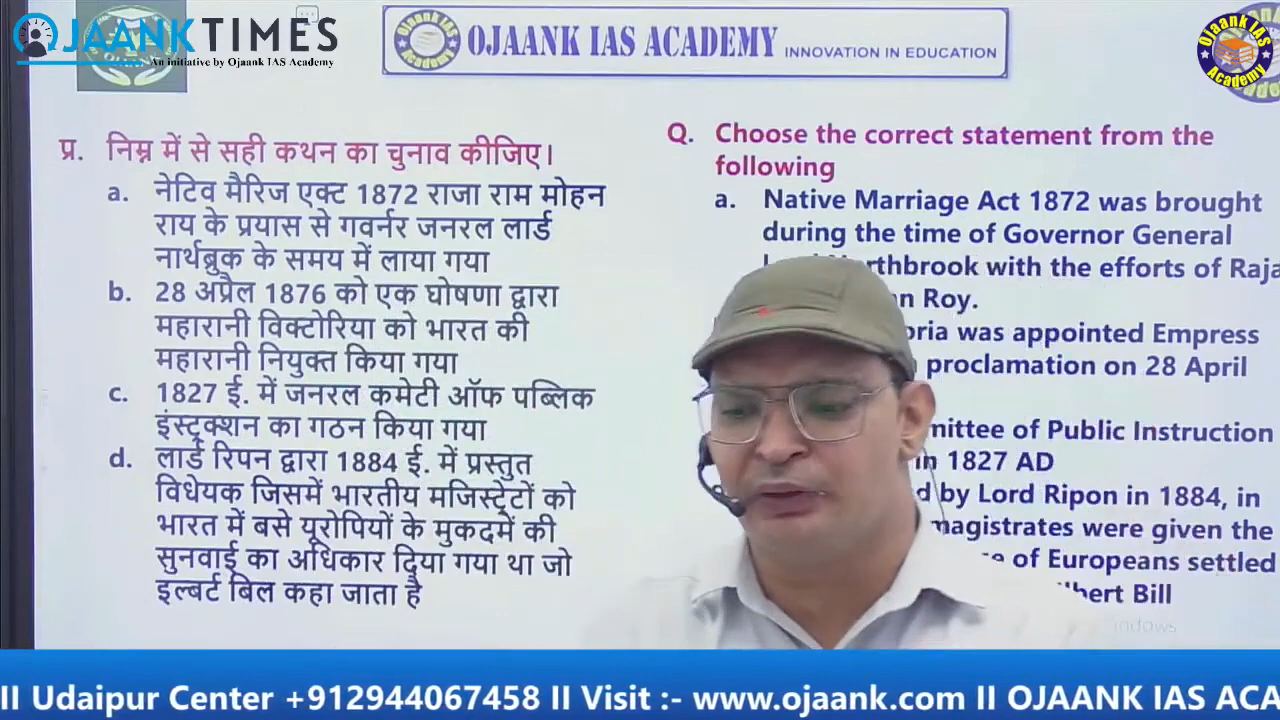 OJAANKTIMES
An initiative by Ojaank IAS Academy
OJAANK IAS ACADEMY INNOVATION IN EDUCATION
Ojaank IAS Academy
प्र. निम्न में से सही कथन का चुनाव कीजिए।
a. नेटिव मैरिज एक्ट 1872 राजा राम मोहन
राय के प्रयास से गवर्नर जनरल लार्ड
नार्थब्रुक के समय में लाया गया
b. 28 अप्रैल 1876 को एक घोषणा द्वारा
महारानी विक्टोरिया को भारत की
महारानी नियुक्त किया गया
c. 1827 ई. में जनरल कमेटी ऑफ पब्लिक
इंस्ट्रक्शन का गठन किया गया
d. लार्ड रिपन द्वारा 1884 ई. में प्रस्तुत
विधेयक जिसमें भारतीय मजिस्ट्रेटों को
भारत में बसे यूरोपियों के मुकदमें की
सुनवाई का अधिकार दिया गया था जो
इल्बर्ट बिल कहा जाता है
Q. Choose the correct statement from the
following
a. Native Marriage Act 1872 was brought
during the time of Governor General
with the efforts of Raja
Roy.
was appointed Empress
proclamation on 28 April
of Public Instruction
in 1827 AD
by Lord Ripon in 1884, in
magistrates were given the
of Europeans settled
Bill
II Udaipur Center +912944067458 II Visit :- www.ojaank.com II OJAANK IAS ACA